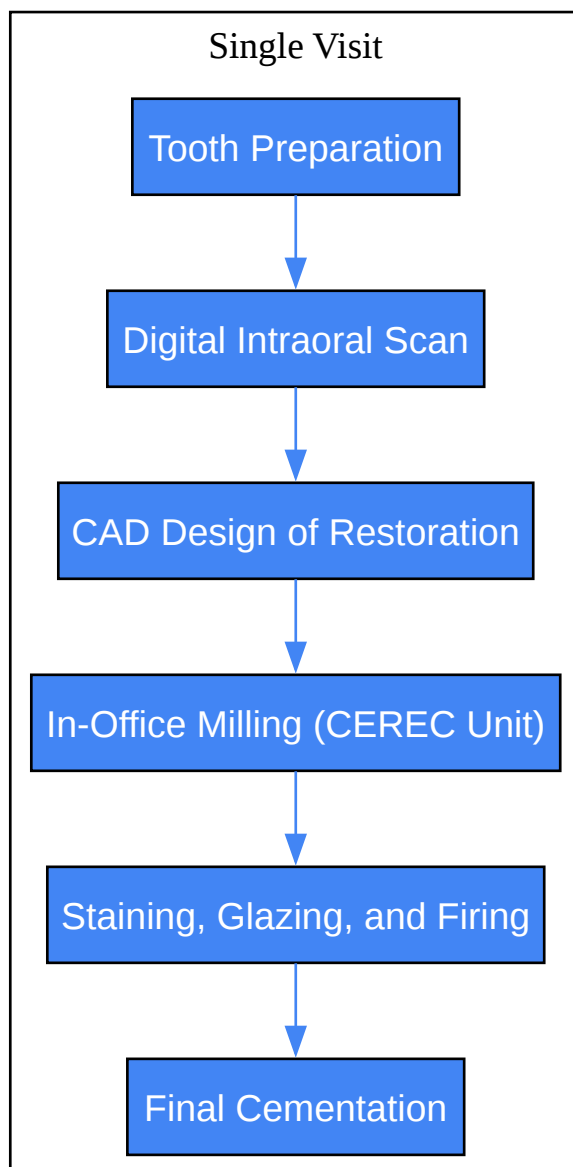 Single Visit
Tooth Preparation
Digital Intraoral Scan
CAD Design of Restoration
In-Office Milling (CEREC Unit)
Staining, Glazing, and Firing
Final Cementation